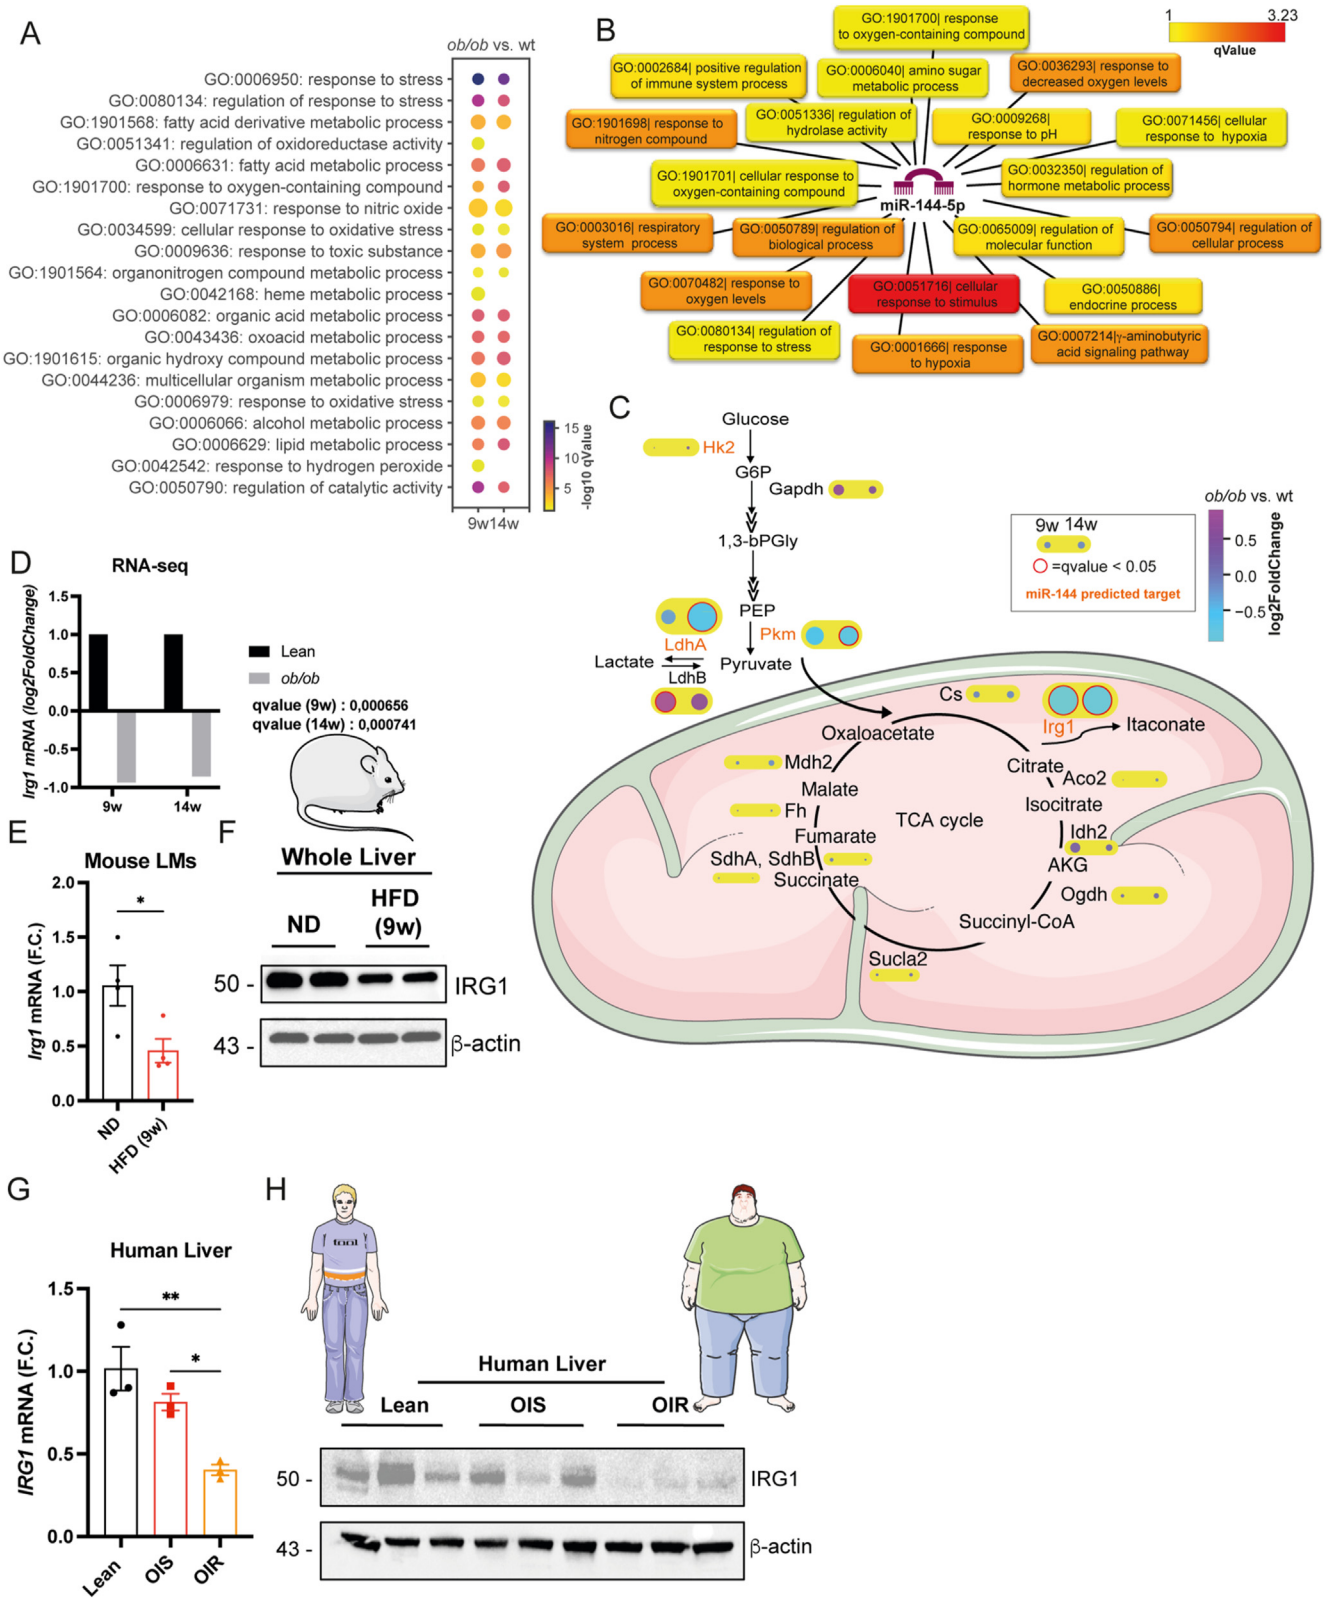 A
ob/ob vs. wt
GO:0006950: response to stress
GO:0080134: regulation of response to stress
GO:1901568: fatty acid derivative metabolic process
GO:0051341: regulation of oxidoreductase activity
GO:0006631: fatty acid metabolic process
GO:1901700: response to oxygen-containing compound
GO:0071731: response to nitric oxide
GO:0034599: cellular response to oxidative stress
GO:0009636: response to toxic substance
GO:1901564: organonitrogen compound metabolic process
GO:0042168: heme metabolic process
GO:0006082: organic acid metabolic process
GO:0043436: oxoacid metabolic process
GO:1901615: organic hydroxy compound metabolic process
GO:0044236: multicellular organism metabolic process
GO:0006979: response to oxidative stress
GO:0006066: alcohol metabolic process
GO:0006629: lipid metabolic process
GO:0042542: response to hydrogen peroxide
GO:0050790: regulation of catalytic activity
9w14w
15
10
5
-log10 qValue
B
1
3.23
qValue
GO:1901700| response
to oxygen-containing compound
GO:0002684| positive regulation
of immune system process
GO:0006040| amino sugar
metabolic process
GO:0036293| response to
decreased oxygen levels
GO:1901698| response to
nitrogen compound
GO:0051336| regulation of
hydrolase activity
GO:0009268|
response to pH
GO:0071456| cellular
response to hypoxia
GO:1901701| cellular response to
oxygen-containing compound
GO:0032350| regulation of
hormone metabolic process
miR-144-5p
GO:0003016| respiratory
system process
GO:0050789| regulation of
biological process
GO:0065009| regulation of
molecular function
GO:0050794| regulation of
cellular process
GO:0070482| response to
oxygen levels
GO:0051716| cellular
response to stimulus
GO:0050886|
endocrine process
GO:0080134| regulation of
response to stress
GO:0001666| response
to hypoxia
GO:0007214|γ-aminobutyric
acid signaling pathway
C
Glucose
Hk2
G6P
Gapdh
1,3-bPGly
PEP
Pkm
LdhA
Lactate
Pyruvate
LdhB
9w 14w
=qvalue < 0.05
miR-144 predicted target
ob/ob vs. wt
0.5
0.0
−0.5
log2FoldChange
Cs
Irg1
Itaconate
Oxaloacetate
Mdh2
Citrate
Aco2
Malate
Isocitrate
Fh
TCA cycle
Idh2
Fumarate
SdhA, SdhB
AKG
Succinate
Ogdh
Succinyl-CoA
Sucla2
D
RNA-seq
Irg1 mRNA (log2FoldChange)
1.5
1.0
0.5
0.0
-0.5
-1.0
9w
14w
Lean
ob/ob
qvalue (9w) : 0,000656
qvalue (14w) : 0,000741
E
Mouse LMs
Irg1 mRNA (F.C.)
2.0
1.5
1.0
0.5
0.0
*
ND
HFD (9w)
F
Whole Liver
ND
HFD
(9w)
50 -
IRG1
43 -
β-actin
G
Human Liver
IRG1 mRNA (F.C.)
1.5
1.0
0.5
0.0
**
*
Lean
OIS
OIR
H
tool
Human Liver
Lean
OIS
OIR
50 -
IRG1
43 -
β-actin